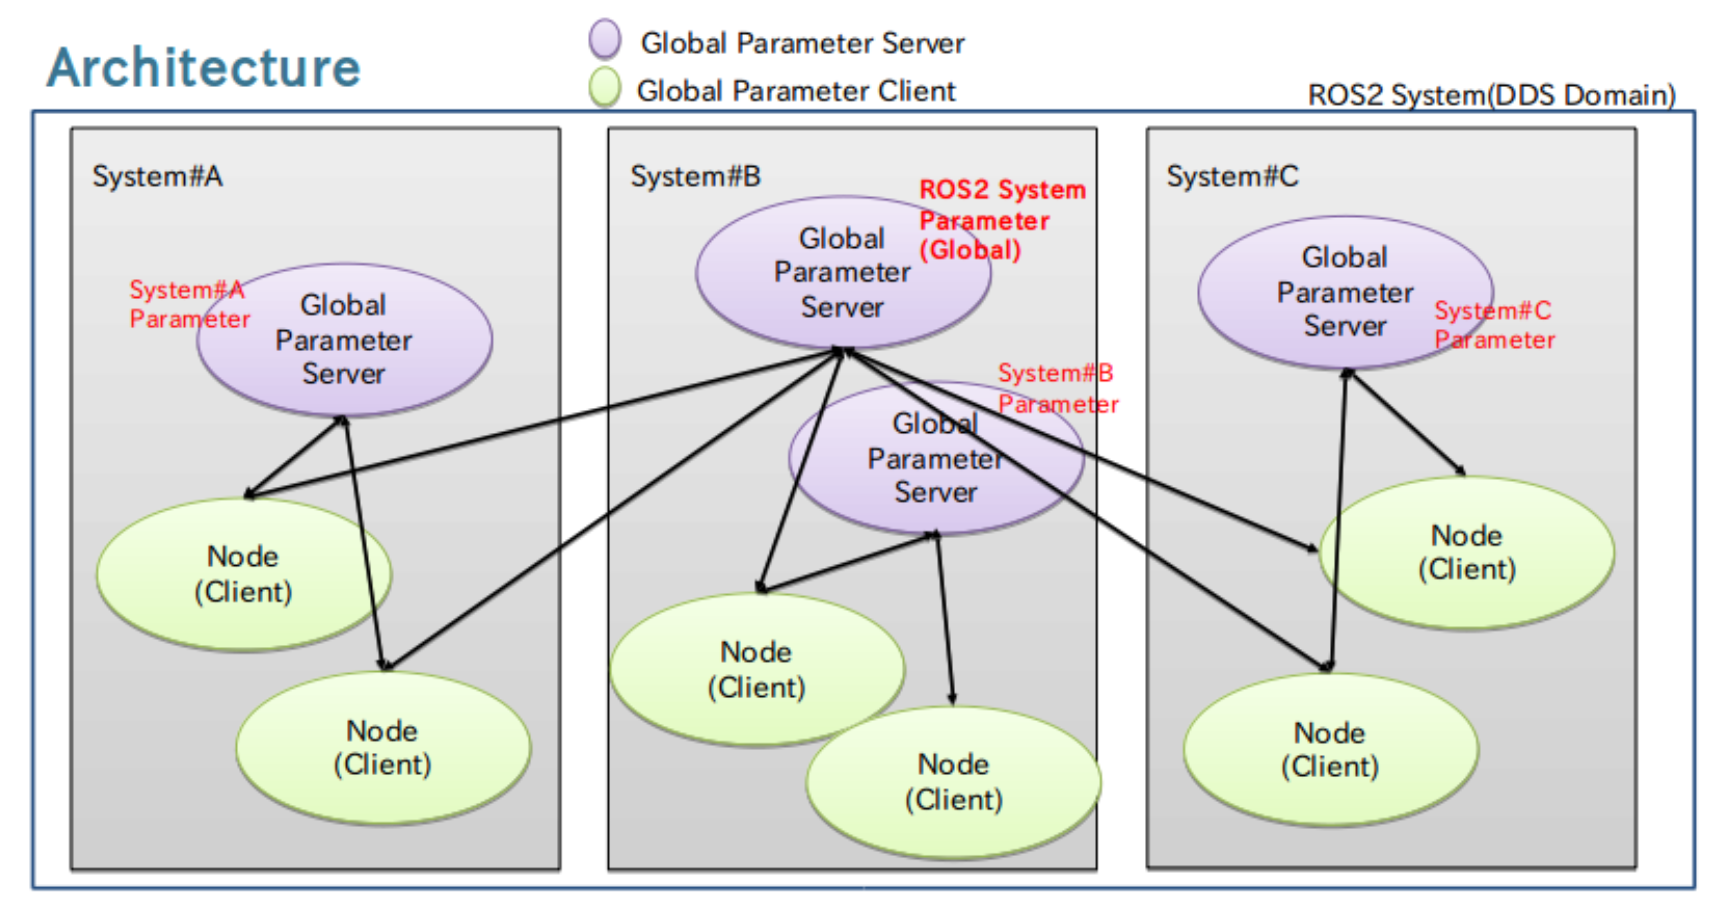 Architecture
Global Parameter Server
Global Parameter Client
ROS2 System(DDS Domain)
System#A
System#A
Parameter
Global
Parameter
Server
Node
(Client)
Node
(Client)
System#B
ROS2 System
Parameter
(Global)
Global
Parameter
Server
System#B
Parameter
Global
Parameter
Server
Node
(Client)
Node
(Client)
System#C
Global
Parameter
Server
System#C
Parameter
Node
(Client)
Node
(Client)